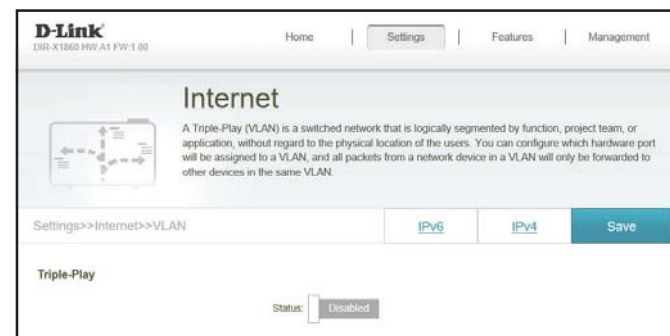 D-Link
DIR-X1860 HW:A1 FW:1.00
Home | Settings | Features | Management
Internet
A Triple-Play (VLAN) is a switched network that is logically segmented by function, project team, or
application, without regard to the physical location of the users. You can configure which hardware port
will be assigned to a VLAN, and all packets from a network device in a VLAN will only be forwarded to
other devices in the same VLAN.
Settings>>Internet>>VLAN
IPv6
IPv4
Save
Triple-Play
Status: Disabled